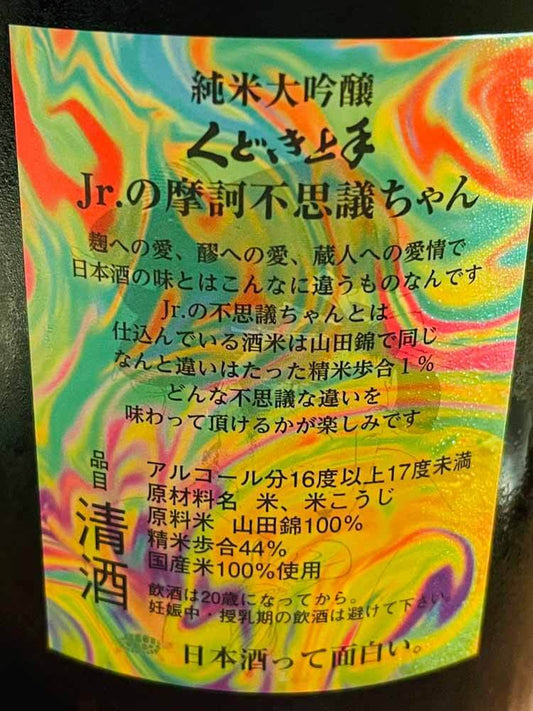 純米大吟醸
くどき上手
Jr.の摩訶不思議ちゃん
麹への愛、醪への愛、蔵人への愛情で
日本酒の味とはこんなに違うものなんです
Jr.の不思議ちゃんとは
仕込んでいる酒米は山田錦で同じ
なんと違いはたった精米歩合1%
どんな不思議な違いを
味わって頂けるかが楽しみです
品目
清酒
アルコール分16度以上17度未満
原材料名 米、米こうじ
原料米 山田錦100%
精米歩合44%
国産米100%使用
飲酒は20歳になってから。
妊娠中・授乳期の飲酒は避けて下さい。
日本酒って面白い。